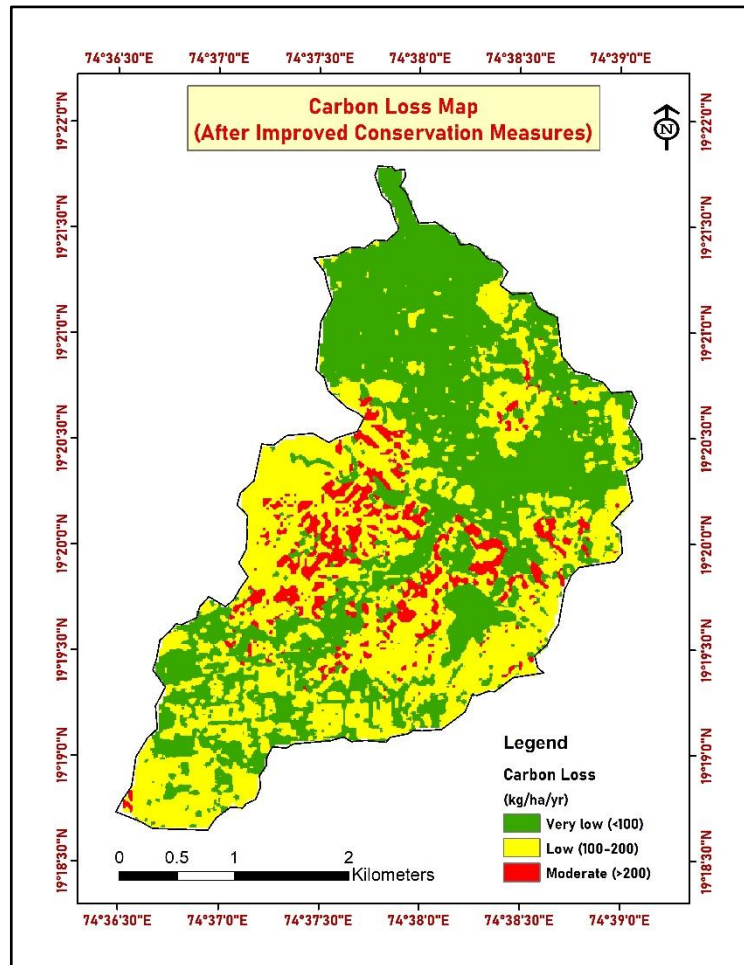 74°36'30"E 74°37'0"E 74°37'30"E 74°38'0"E 74°38'30"E 74°39'0"E
Carbon Loss Map
(After Improved Conservation Measures)
N
19°22'0"N 19°22'0"N
19°21'30"N 19°21'30"N
19°21'0"N 19°21'0"N
19°20'30"N 19°20'30"N
19°20'0"N 19°20'0"N
19°19'30"N 19°19'30"N
19°19'0"N 19°19'0"N
19°18'30"N 19°18'30"N
Legend
Carbon Loss
(kg/ha/yr)
Very low (<100)
Low (100-200)
Moderate (>200)
0 0.5 1 2
Kilometers
74°36'30"E 74°37'0"E 74°37'30"E 74°38'0"E 74°38'30"E 74°39'0"E